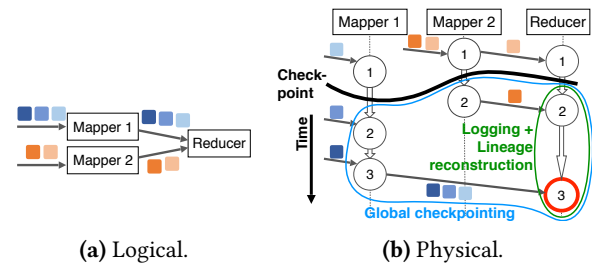 Mapper 1
Mapper 2
Reducer
(a) Logical.
Mapper 1 Mapper 2 Reducer
1 1 1
Check-
point
2 2
2
Time
Logging +
Lineage
reconstruction
3
3
Global checkpointing
(b) Physical.